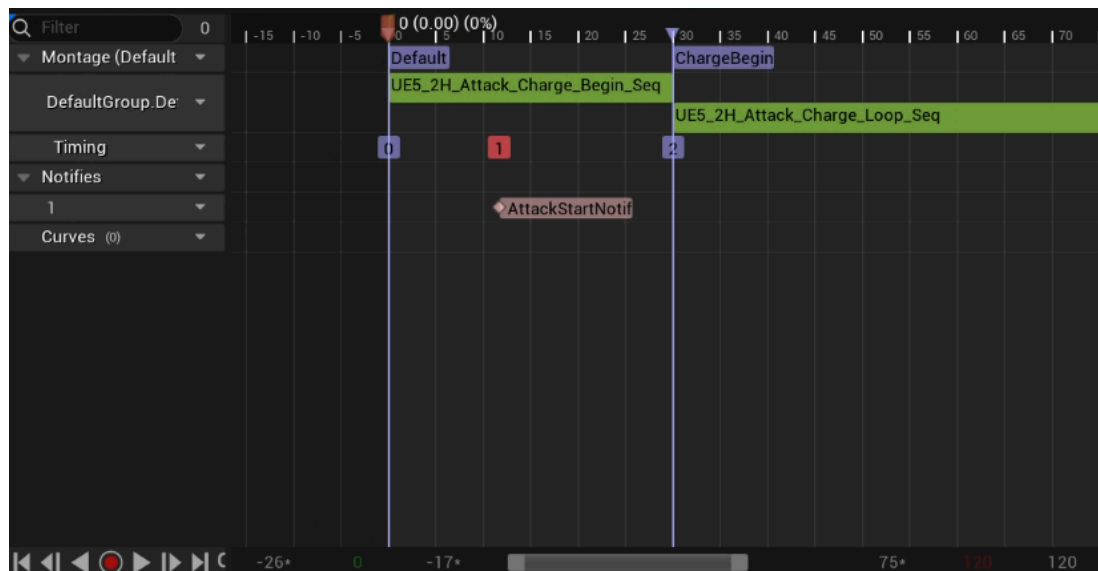 Filter 0
0 (0.00) (0%)
-15 -10 -5 0 5 10 15 20 25 30 35 40 45 50 55 60 65 70
Montage (Default
Default ChargeBegin
DefaultGroup.De
UE5_2H_Attack_Charge_Begin_Seq
UE5_2H_Attack_Charge_Loop_Seq
Timing 0 1 2
Notifies
1 AttackStartNotif
Curves (0)
-26* 0 -17* 75* 120 120